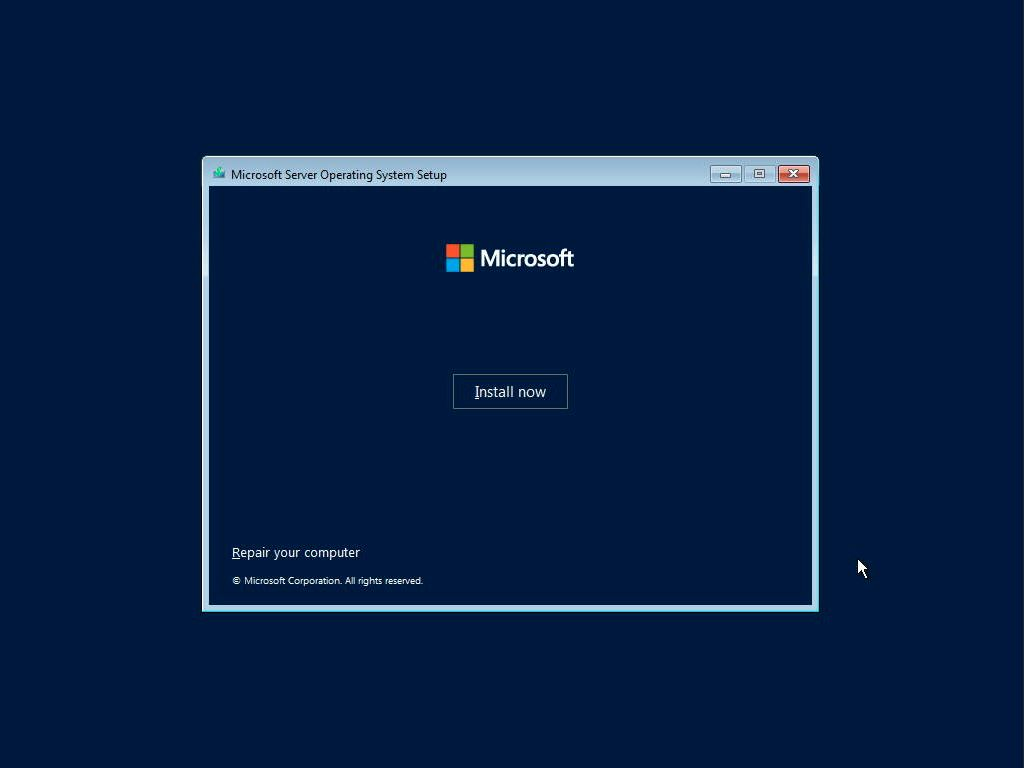 Microsoft Server Operating System Setup
Microsoft
Install now
Repair your computer
© Microsoft Corporation. All rights reserved.